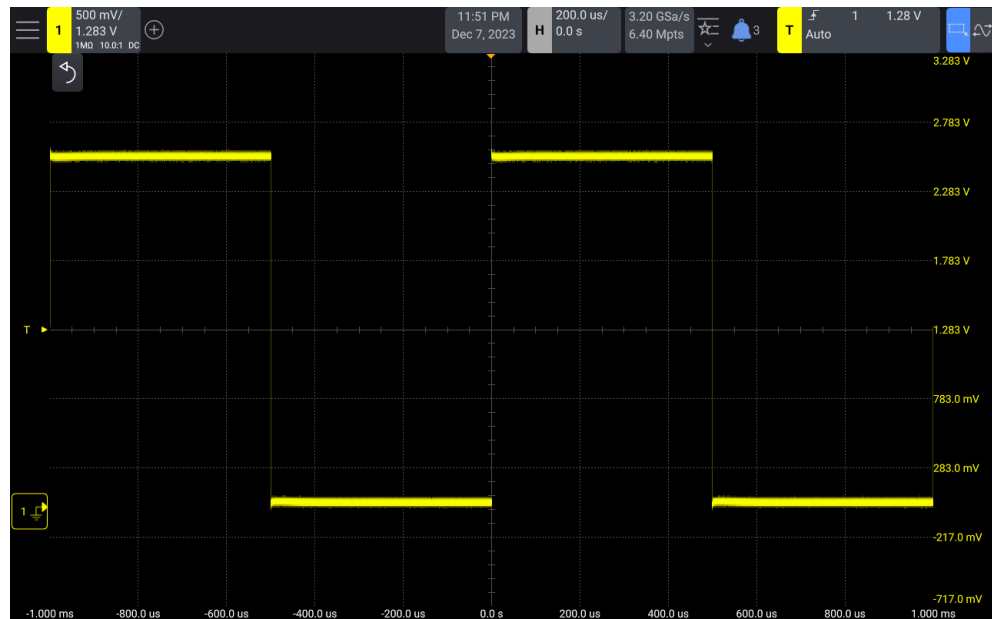 1 500 mV/
1.283 V
1MΩ 10.0:1 DC
11:51 PM
Dec 7, 2023
H 200.0 us/
0.0 s
3.20 GSa/s
6.40 Mpts
3
T 1 1.28 V
Auto
3.283 V
2.783 V
2.283 V
1.783 V
T 1.283 V
783.0 mV
283.0 mV
1
-217.0 mV
-717.0 mV
-1.000 ms -800.0 us -600.0 us -400.0 us -200.0 us 0.0 s 200.0 us 400.0 us 600.0 us 800.0 us 1.000 ms